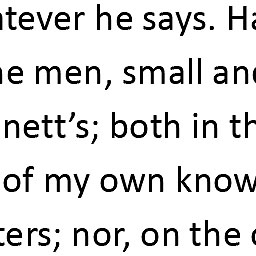 atever he says. Ha
e men, small and
nett’s; both in th
of my own know
ters; nor, on the o